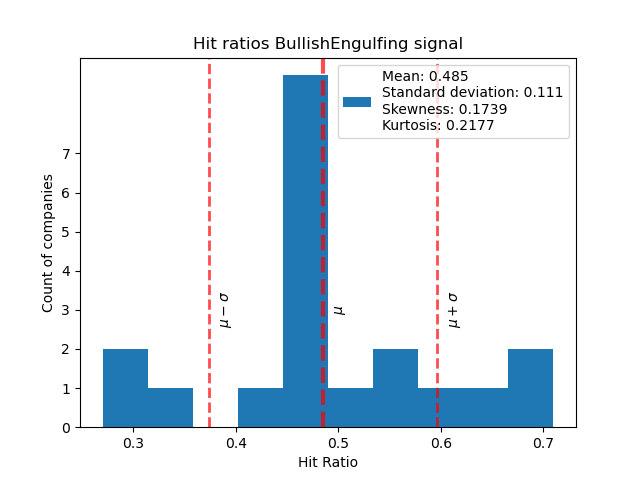 Hit ratios BullishEngulfing signal
Mean: 0.485
Standard deviation: 0.111
Skewness: 0.1739
Kurtosis: 0.2177
Count of companies
7
6
5
4
3
2
1
0
μ − σ
μ
μ + σ
0.3 0.4 0.5 0.6 0.7
Hit Ratio